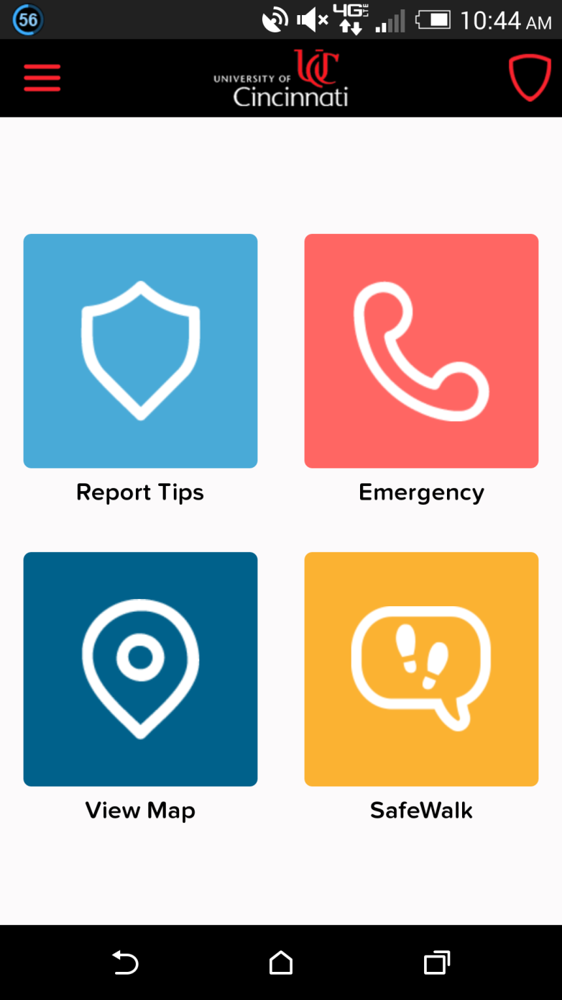 56 4G LTE 10:44 AM
UC
UNIVERSITY OF
Cincinnati
Report Tips Emergency
View Map SafeWalk